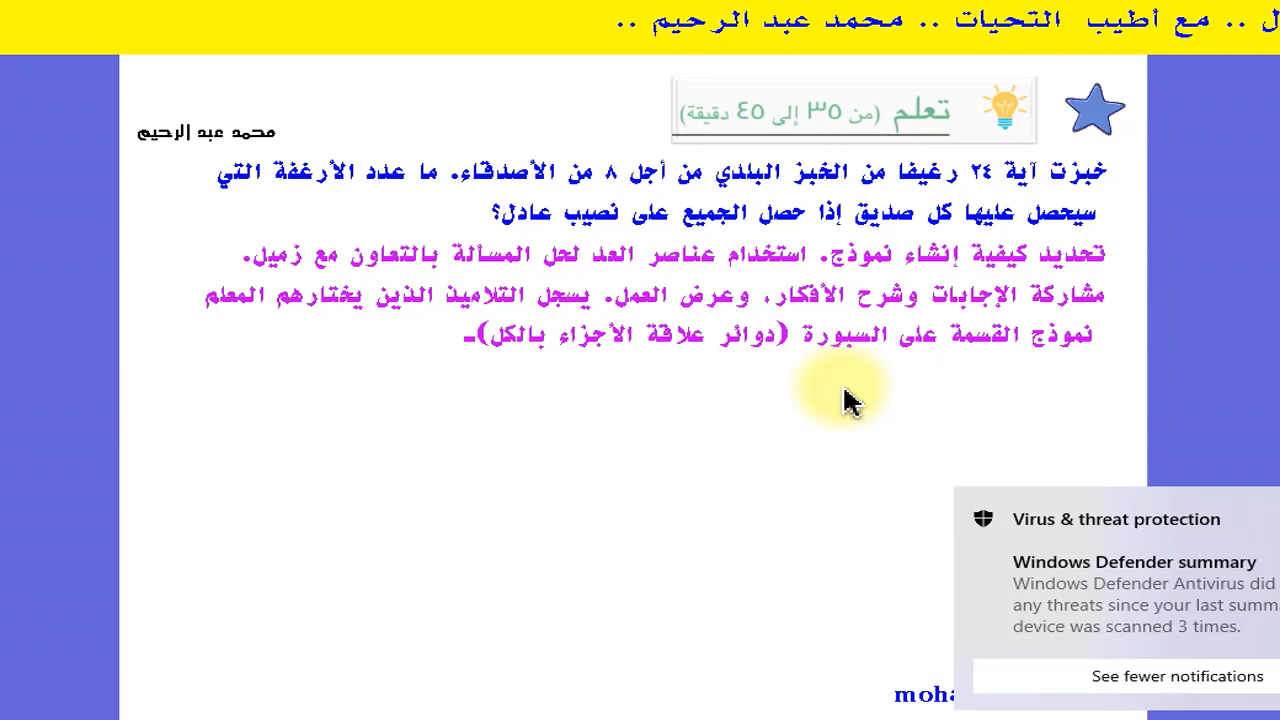 ل .. مع أطيب التحيات .. محمد عبد الرحيم ..
تعلم (من ٣٥ إلى ٤٥ دقيقة)
محمد عبد الرحيم
خبزت آية ٢٤ رغيفا من الخبز البلدي من أجل ٨ من الأصدقاء. ما عدد الأرغفة التي
سيحصل عليها كل صديق إذا حصل الجميع على نصيب عادل؟
تحديد كيفية إنشاء نموذج. استخدام عناصر العد لحل المسألة بالتعاون مع زميل.
مشاركة الإجابات وشرح الأفكار، وعرض العمل. يسجل التلاميذ الذين يختارهم المعلم
نموذج القسمة على السبورة (دوائر علاقة الأجزاء بالكل)ـ
Virus & threat protection
Windows Defender summary
Windows Defender Antivirus did
any threats since your last summ
device was scanned 3 times.
See fewer notifications
moha